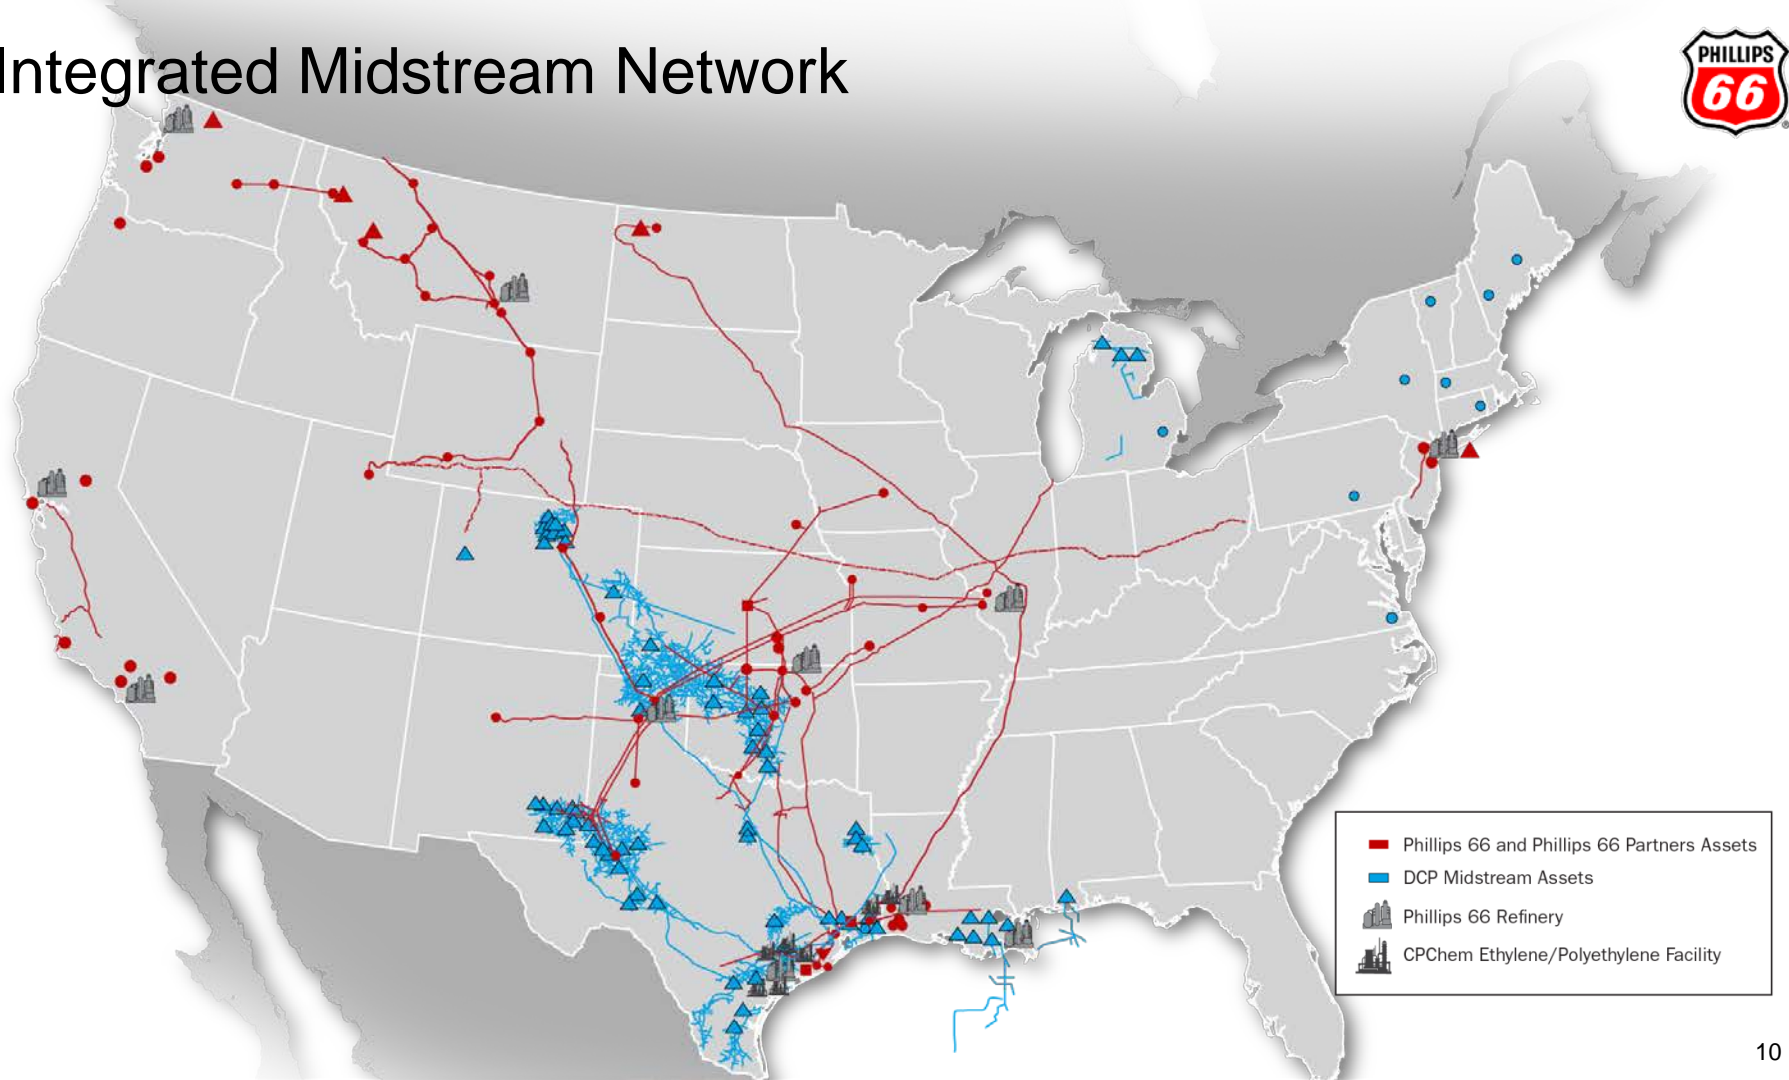 Integrated Midstream Network
PHILLIPS
66
®
Phillips 66 and Phillips 66 Partners Assets
DCP Midstream Assets
Phillips 66 Refinery
CPChem Ethylene/Polyethylene Facility
10